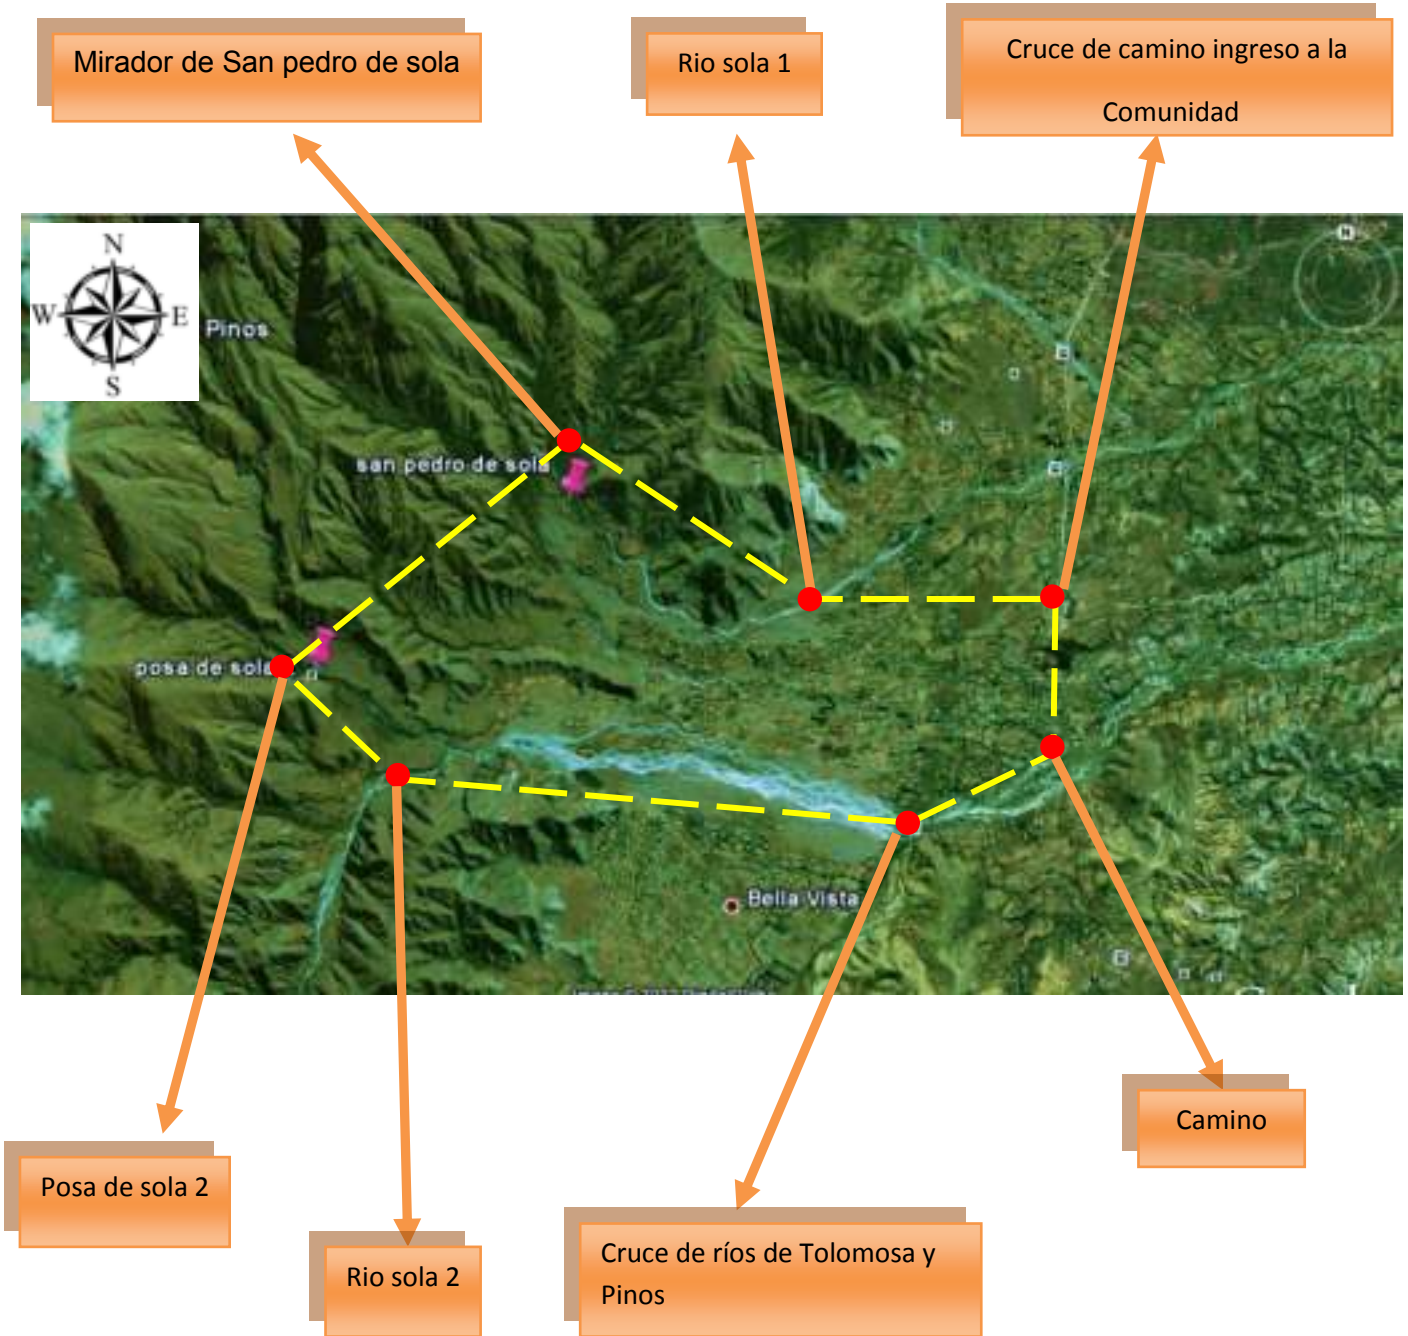 Mirador de San pedro de sola
Rio sola 1
Cruce de camino ingreso a la
Comunidad
N
W
E
S
Pinos
san pedro de sola
posa de sola
Bella Vista
Camino
Posa de sola 2
Rio sola 2
Cruce de ríos de Tolomosa y
Pinos